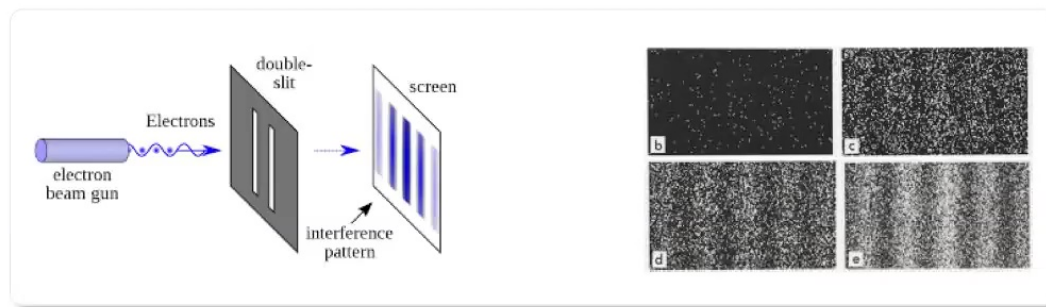 double-
slit
screen
Electrons
electron
beam gun
interference
pattern
b
c
d
e